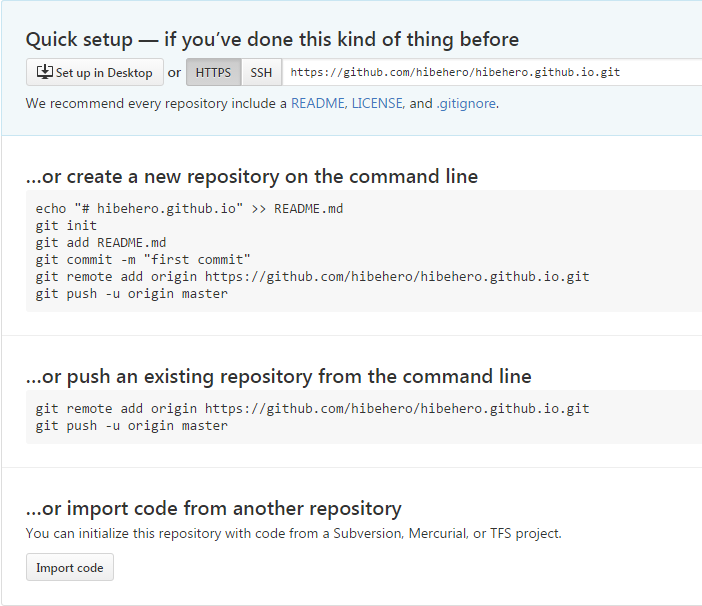 Quick setup — if you’ve done this kind of thing before
Set up in Desktop or HTTPS SSH https://github.com/hibehero/hibehero.github.io.git
We recommend every repository include a README, LICENSE, and .gitignore.
…or create a new repository on the command line
echo "# hibehero.github.io" >> README.md
git init
git add README.md
git commit -m "first commit"
git remote add origin https://github.com/hibehero/hibehero.github.io.git
git push -u origin master
…or push an existing repository from the command line
git remote add origin https://github.com/hibehero/hibehero.github.io.git
git push -u origin master
…or import code from another repository
You can initialize this repository with code from a Subversion, Mercurial, or TFS project.
Import code